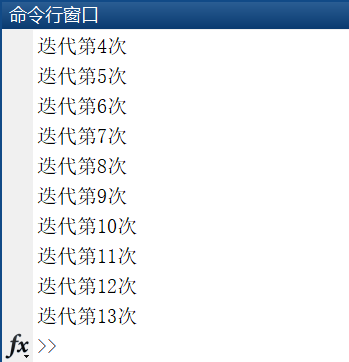 命令行窗口
迭代第4次
迭代第5次
迭代第6次
迭代第7次
迭代第8次
迭代第9次
迭代第10次
迭代第11次
迭代第12次
迭代第13次
fx >>